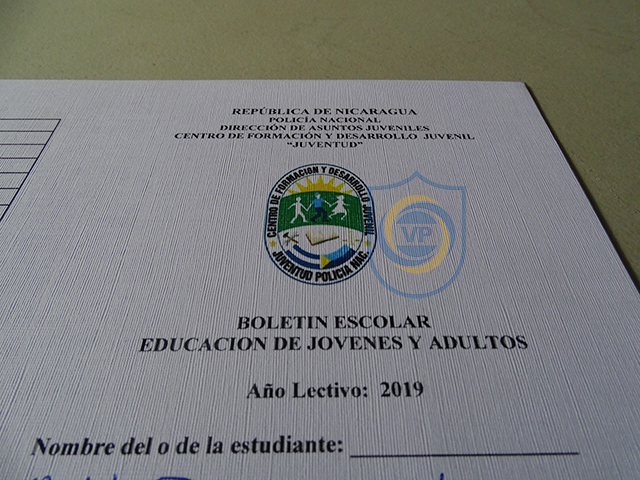 REPÚBLICA DE NICARAGUA
POLICÍA NACIONAL
DIRECCIÓN DE ASUNTOS JUVENILES
CENTRO DE FORMACIÓN Y DESARROLLO JUVENIL
“JUVENTUD”
CENTRO DE FORMACION Y DESARROLLO JUVENIL
JUVENTUD POLICIA NAC.
VP
BOLETIN ESCOLAR
EDUCACION DE JOVENES Y ADULTOS
Año Lectivo: 2019
Nombre del o de la estudiante: